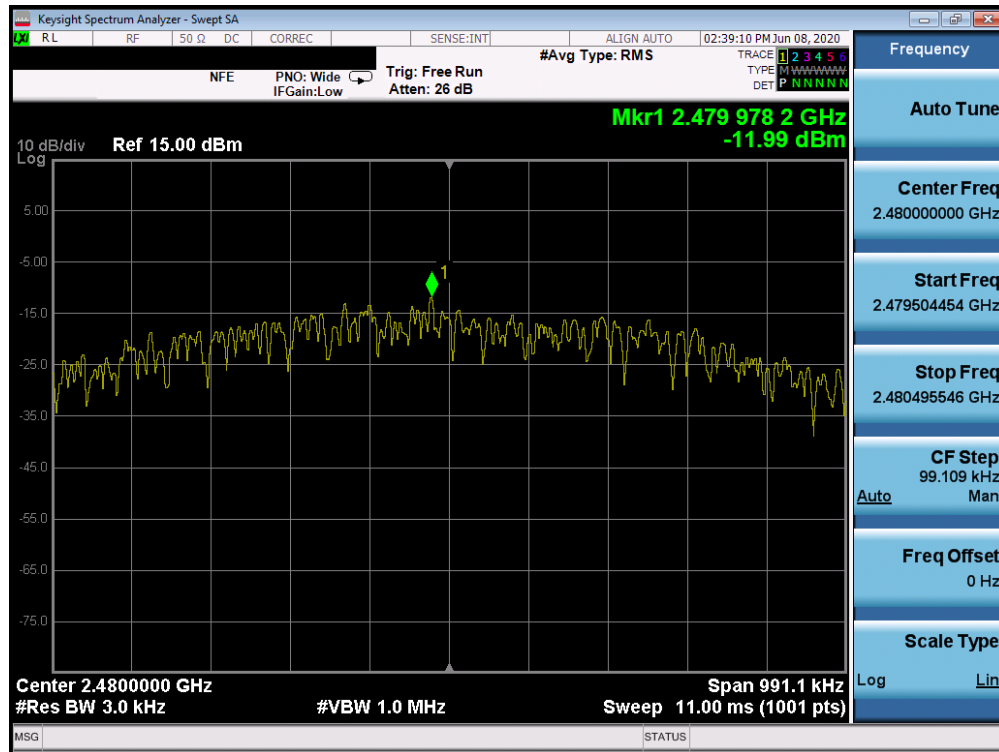 Keysight Spectrum Analyzer - Swept SA
LXI RL RF 50 Ω DC CORREC SENSE:INT ALIGN AUTO 02:39:10 PM Jun 08, 2020
#Avg Type: RMS
TRACE 1 2 3 4 5 6
TYPE M WWWWW
DET P N N N N N
NFE PNO: Wide Trig: Free Run
IFGain:Low Atten: 26 dB
Mkr1 2.479 978 2 GHz
-11.99 dBm
10 dB/div Ref 15.00 dBm
Log
5.00
-5.00
1
-15.0
-25.0
-35.0
-45.0
-55.0
-65.0
-75.0
Center 2.4800000 GHz Span 991.1 kHz
#Res BW 3.0 kHz #VBW 1.0 MHz Sweep 11.00 ms (1001 pts)
MSG STATUS
Frequency
Auto Tune
Center Freq
2.480000000 GHz
Start Freq
2.479504454 GHz
Stop Freq
2.480495546 GHz
CF Step
99.109 kHz
Auto Man
Freq Offset
0 Hz
Scale Type
Log Lin